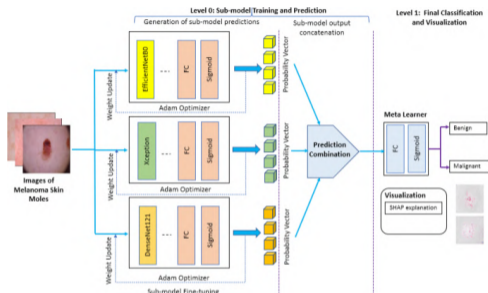 Level 0: Sub-model Training and Prediction
Level 1: Final Classification
and Visualization
Generation of sub-model predictions
Sub-model output
concatenation
Weight Update
EfficientNetB0
....
FC
Sigmoid
Adam Optimizer
Probability Vector
Images of
Melanoma Skin
Moles
Weight Update
Xception
....
FC
Sigmoid
Adam Optimizer
Probability Vector
Prediction
Combination
Meta Learner
FC
Sigmoid
Benign
Malignant
Weight Update
DenseNet121
....
FC
Sigmoid
Adam Optimizer
Probability Vector
Visualization
SHAP explanation
Sub-model Fine-tuning